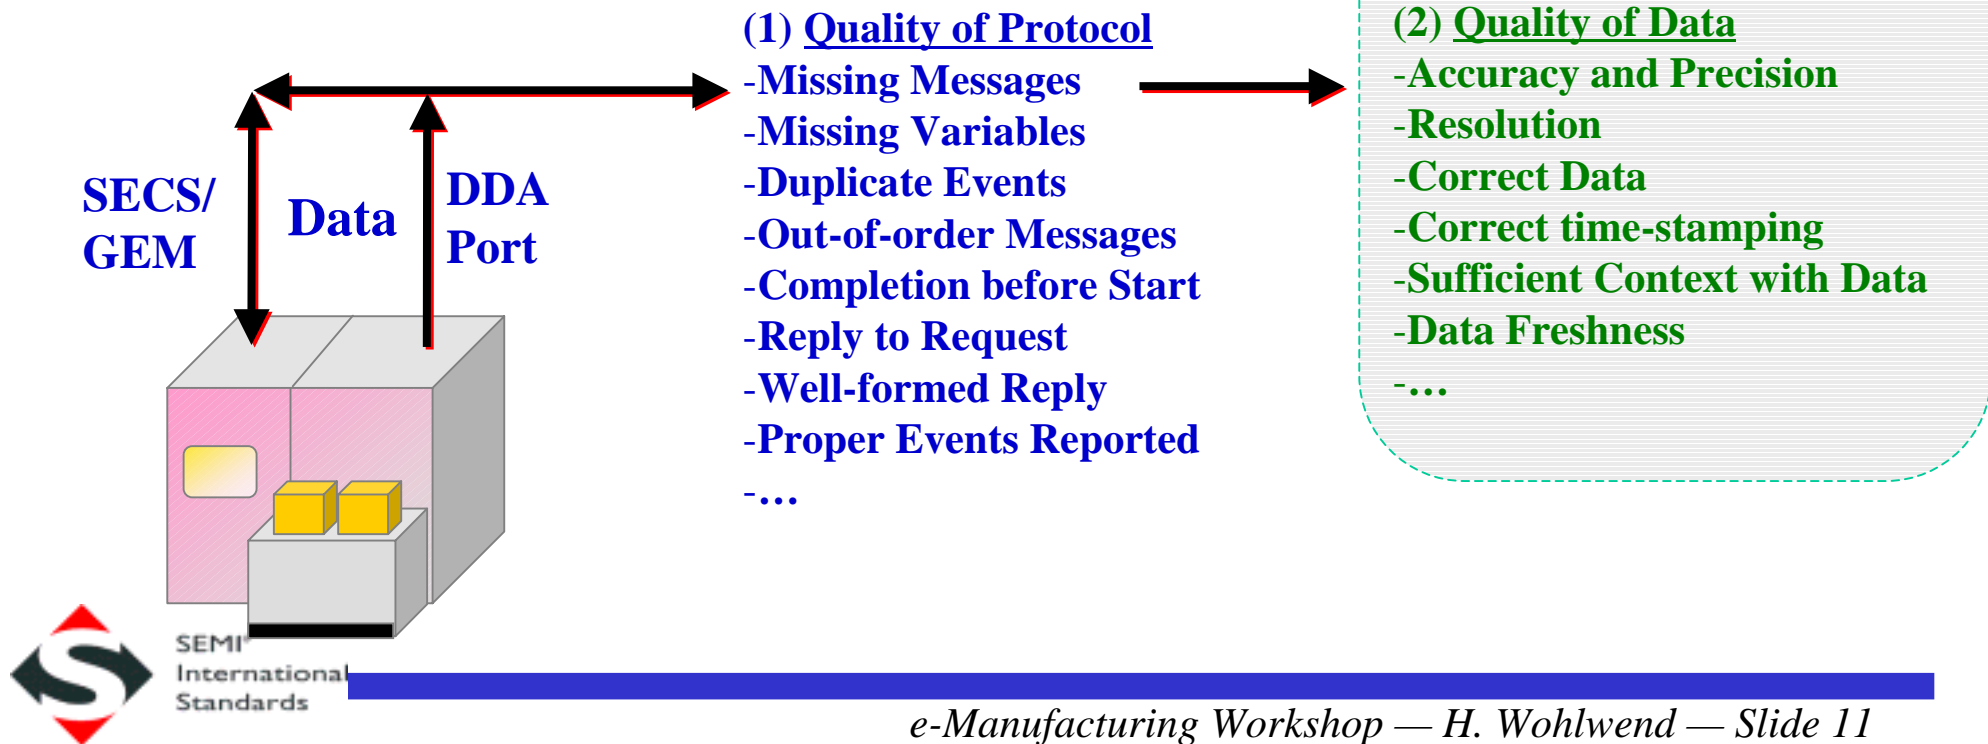 SECS/
GEM
Data
DDA
Port
(1) Quality of Protocol
-Missing Messages
-Missing Variables
-Duplicate Events
-Out-of-order Messages
-Completion before Start
-Reply to Request
-Well-formed Reply
-Proper Events Reported
-…
(2) Quality of Data
-Accuracy and Precision
-Resolution
-Correct Data
-Correct time-stamping
-Sufficient Context with Data
-Data Freshness
-…
SEMI®
International
Standards
e-Manufacturing Workshop — H. Wohlwend — Slide 11